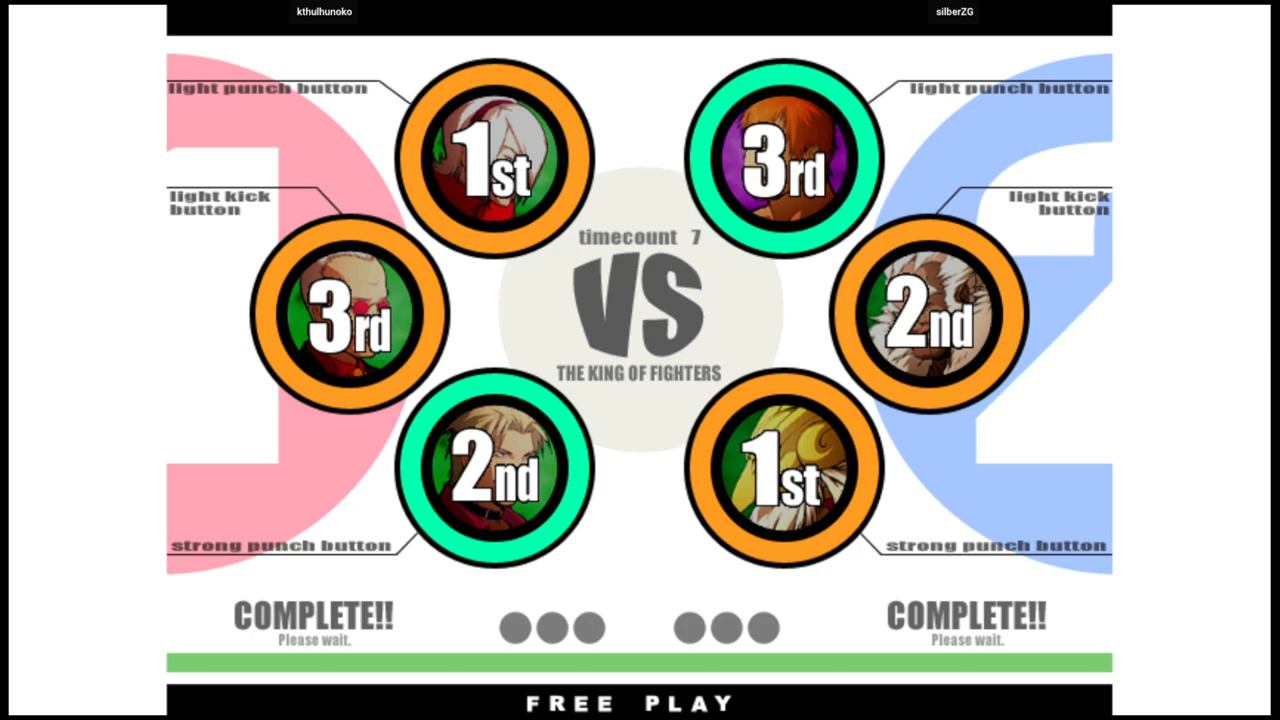 kthulhunoko
silberZG
light punch button
light punch button
1st
3rd
light kick
button
light kick
button
timecount 7
VS
THE KING OF FIGHTERS
3rd
2nd
2nd
1st
strong punch button
strong punch button
COMPLETE!!
Please wait.
COMPLETE!!
Please wait.
FREE PLAY